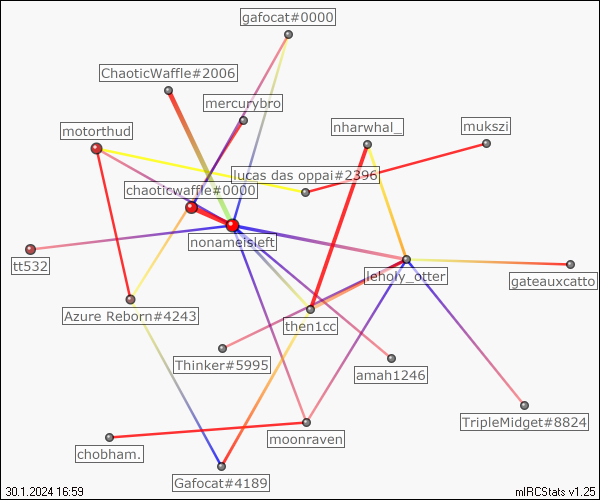 gafocat#0000
ChaoticWaffle#2006
mercurybro
motorthud
nharwhal_
mukszi
lucas das oppai#2396
chaoticwaffle#0000
nonameisleft
tt532
leholy_otter
gateauxcatto
Azure Reborn#4243
then1cc
Thinker#5995
amah1246
TripleMidget#8824
moonraven
chobham.
Gafocat#4189
30.1.2024 16:59
mIRCStats v1.25